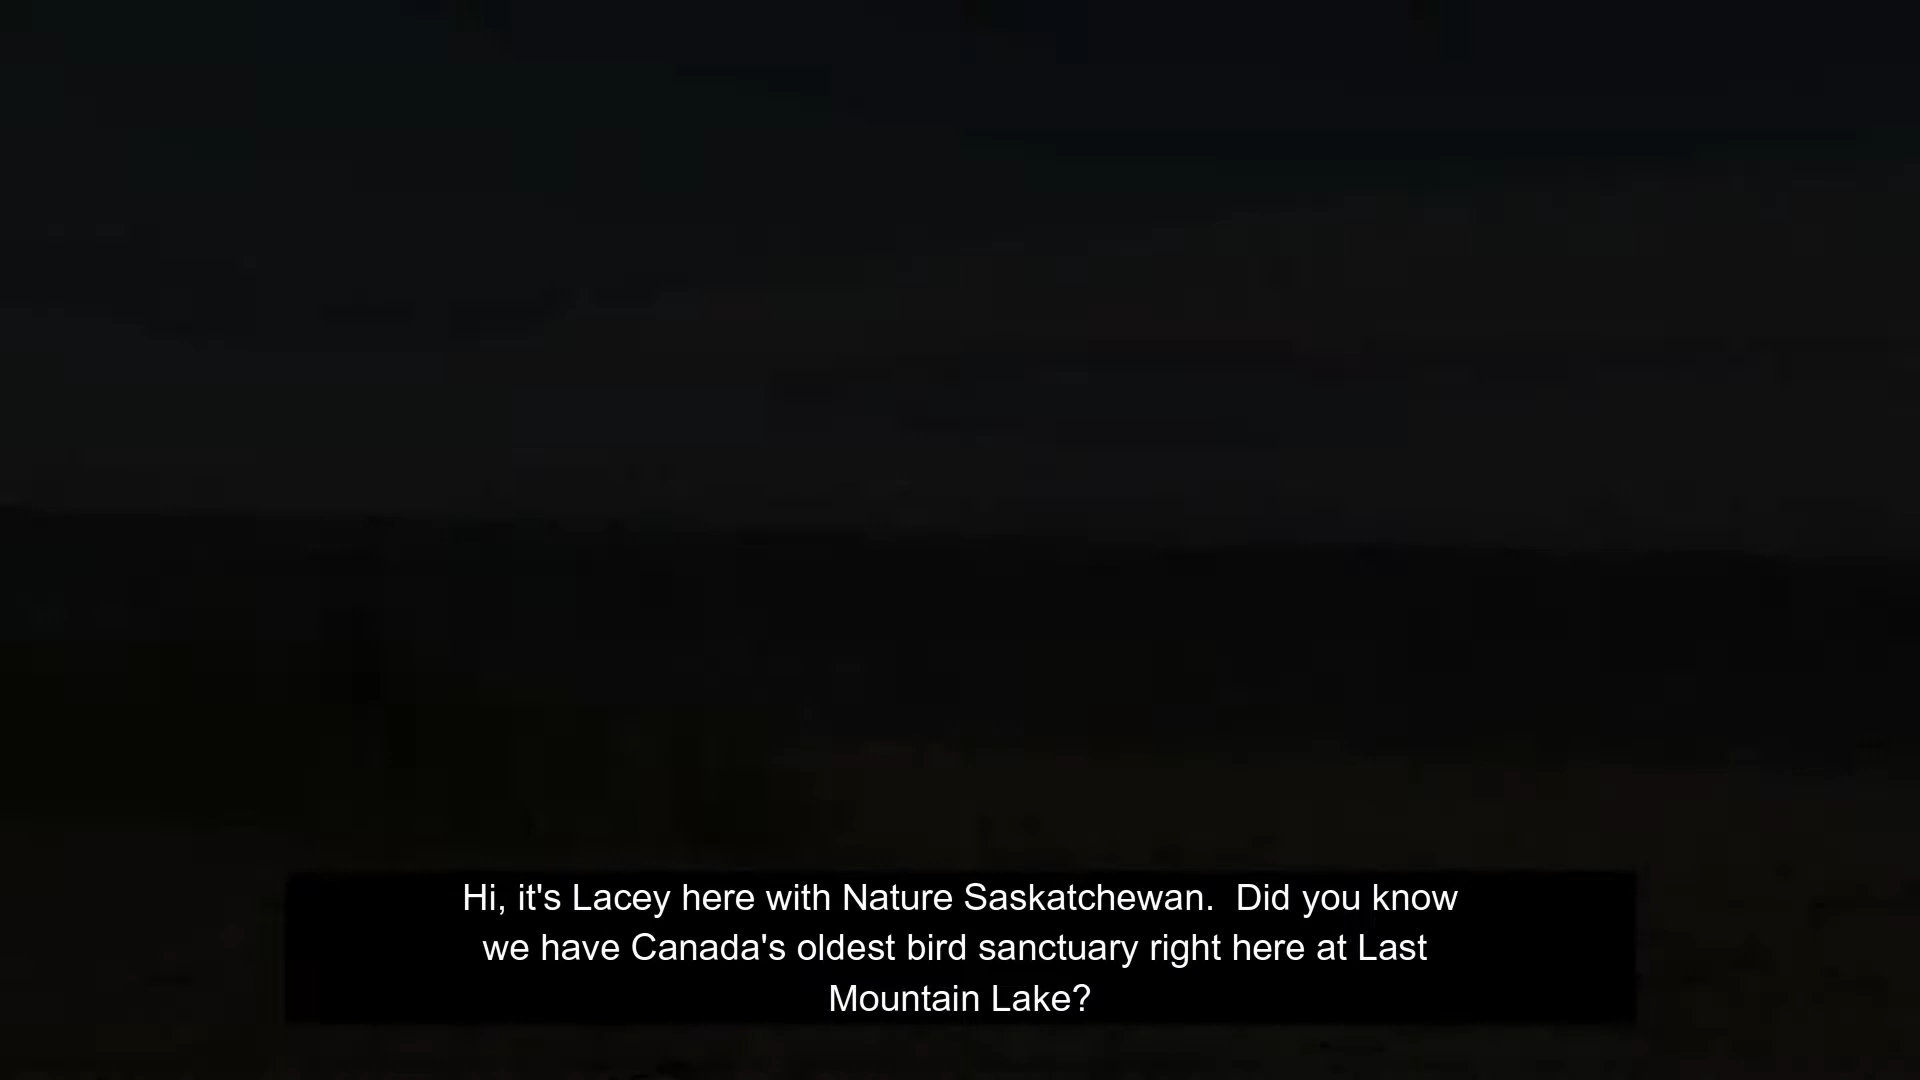 Hi, it's Lacey here with Nature Saskatchewan.  Did you know
we have Canada's oldest bird sanctuary right here at Last
Mountain Lake?